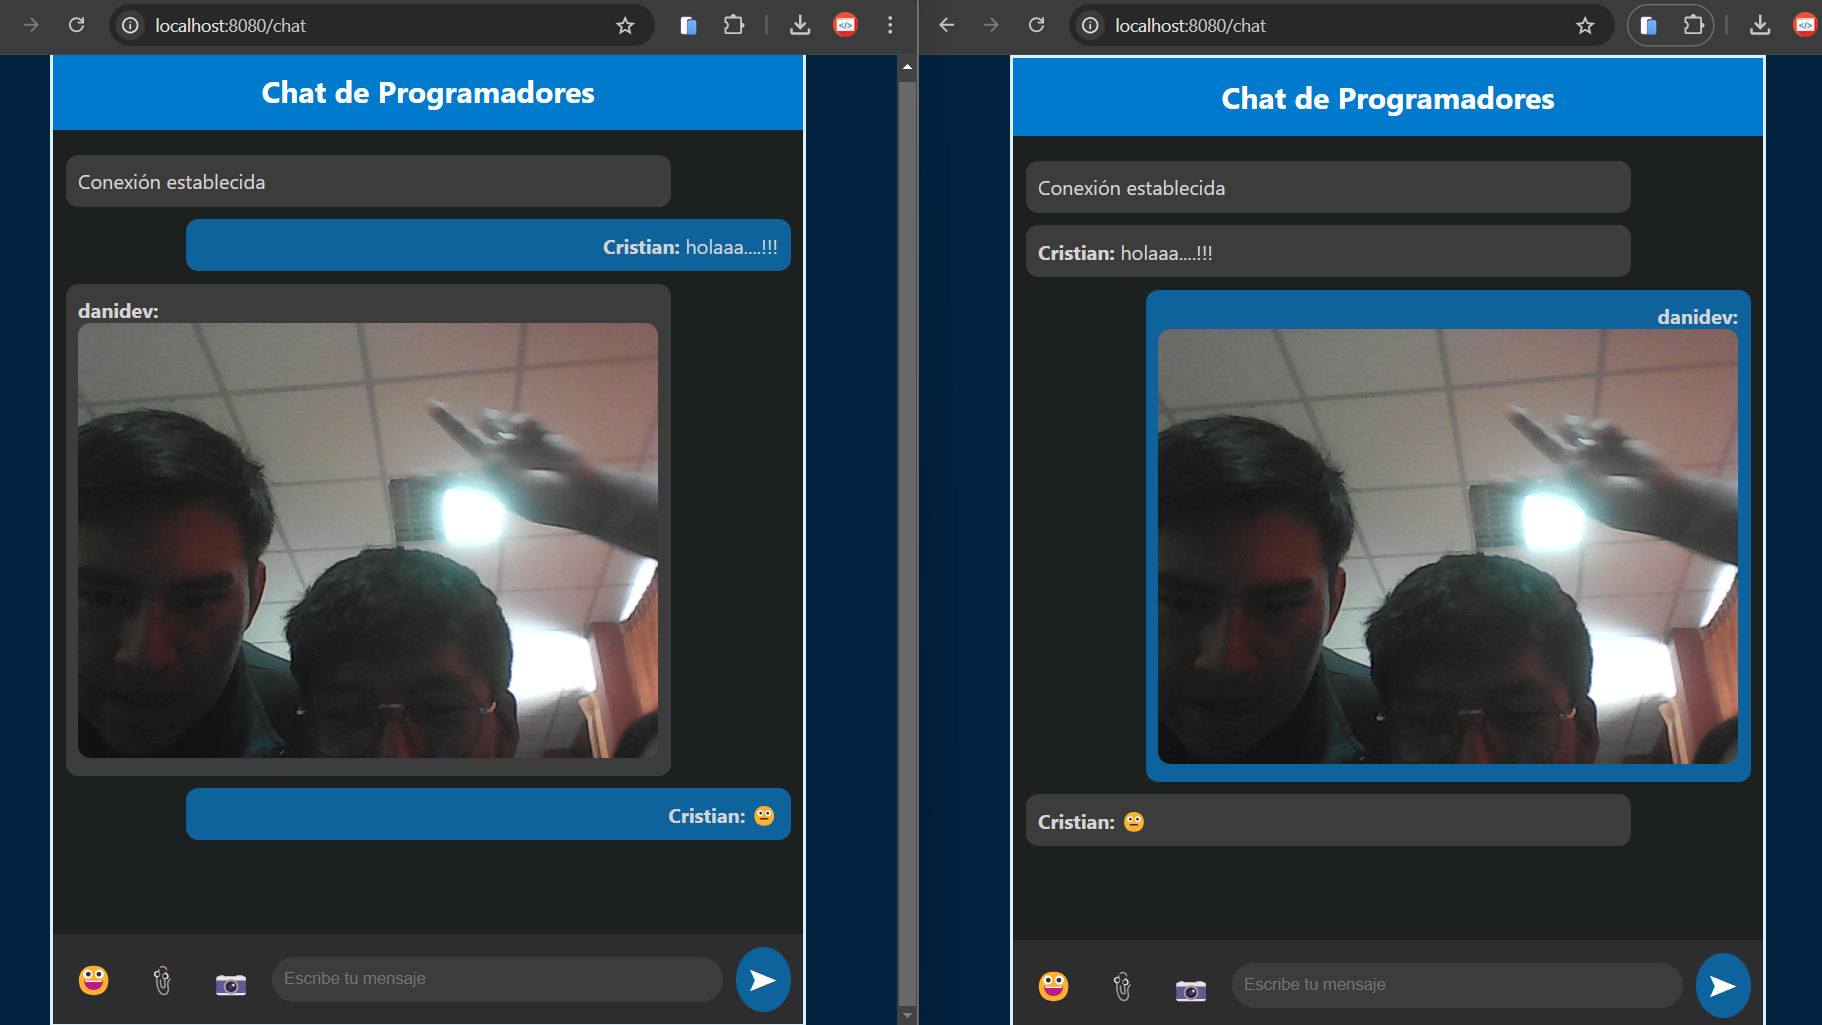 localhost:8080/chat
Chat de Programadores
Conexión establecida
Cristian: holaaa....!!!
danidev:
Cristian: 😐
Escribe tu mensaje
localhost:8080/chat
Chat de Programadores
Conexión establecida
Cristian: holaaa....!!!
danidev:
Cristian: 😐
Escribe tu mensaje